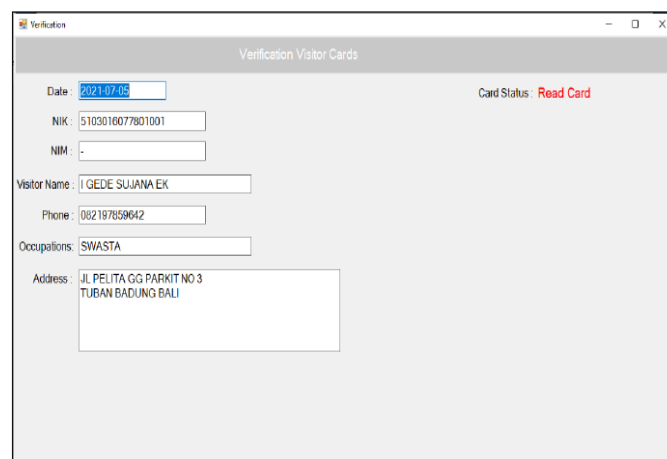 Verification
Verification Visitor Cards
Date : 2021-07-05
Card Status : Read Card
NIK : 5103016077801001
NIM : -
Visitor Name : I GEDE SUJANA EK
Phone : 082197859642
Occupations: SWASTA
Address : JL PELITA GG PARKIT NO 3
TUBAN BADUNG BALI